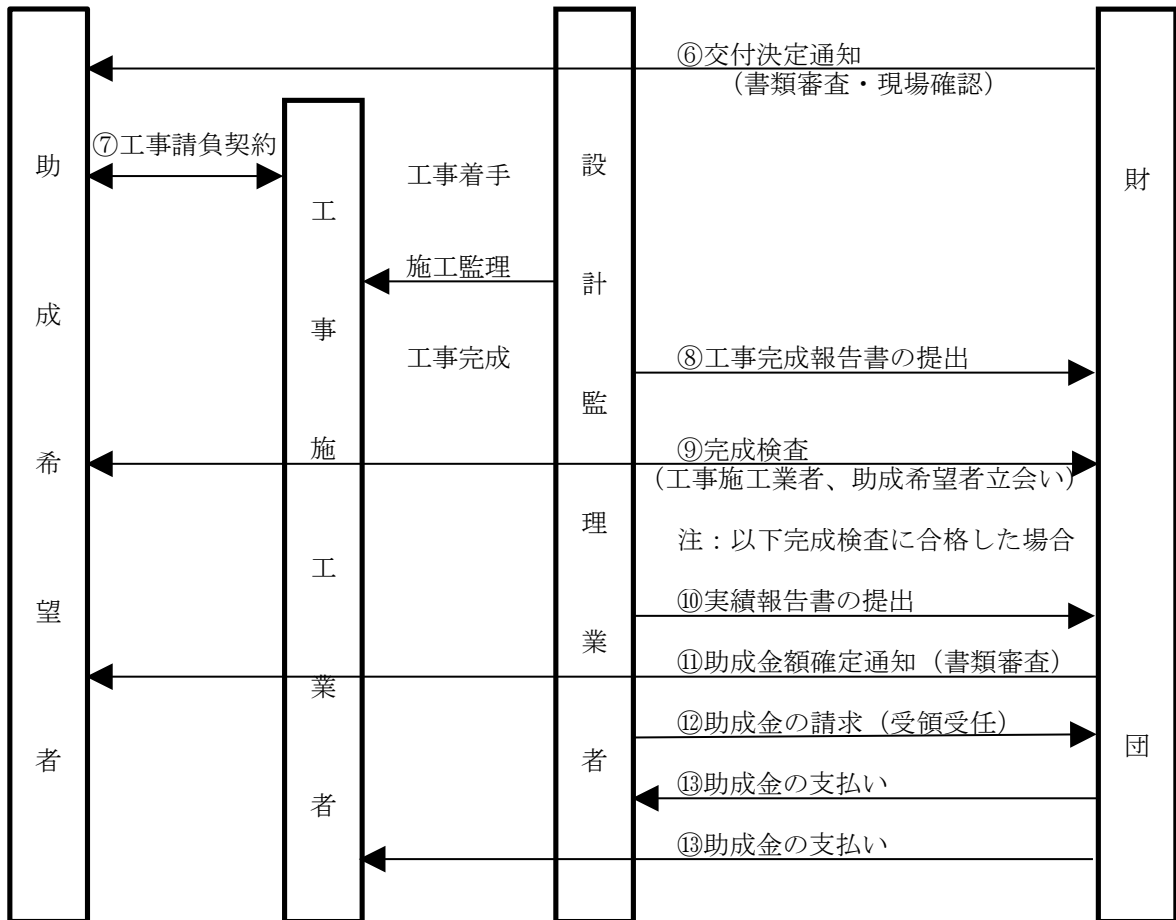 ⑥交付決定通知
(書類審査・現場確認)
⑦工事請負契約
助成希望者
工事施工業者
設計監理業者
財団
工事着手
施工監理
工事完成
⑧工事完成報告書の提出
⑨完成検査
(工事施工業者、助成希望者立会い)
注：以下完成検査に合格した場合
⑩実績報告書の提出
⑪助成金額確定通知(書類審査)
⑫助成金の請求(受領受任)
⑬助成金の支払い
⑬助成金の支払い